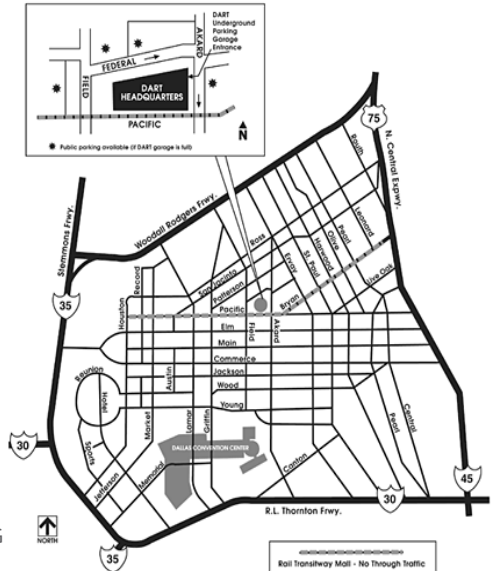 DART
Underground
Parking
Garage
Entrance
AKARD
FEDERAL
FIELD
DART
HEADQUARTERS
PACIFIC
N
Public parking available (if DART garage is full)
75
N. Central Expwy.
Routh
Woodall Rodgers Frwy.
Stemmons Frwy.
Leonard
Pearl
Olive
Harwood
St. Paul
Ervay
Ross
San Jacinto
Patterson
Record
Live Oak
Bryan
35
Houston
Pacific
Elm
Field
Akard
Main
Commerce
Reunion
Jackson
Austin
Wood
Hotel
Young
Market
Lamar
Griffin
Central
Pearl
30
Sports
DALLAS CONVENTION CENTER
Jefferson
Memorial
Canton
45
30
R.L. Thornton Frwy.
NORTH
35
Rail Transitway Mall - No Through Traffic